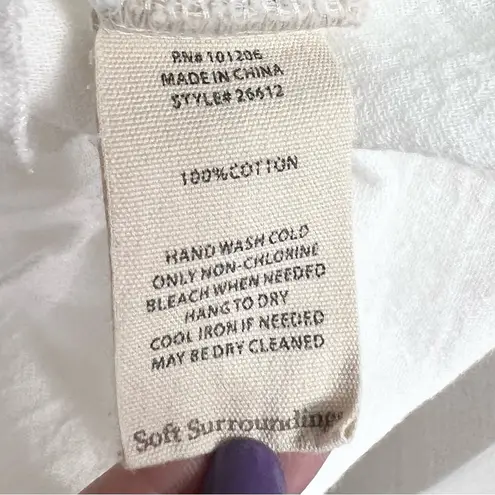 RN# 101206
MADE IN CHINA
STYLE# 26612
100% COTTON
HAND WASH COLD
ONLY NON-CHLORINE
BLEACH WHEN NEEDED
HANG TO DRY
COOL IRON IF NEEDED
MAY BE DRY CLEANED
Soft Surroundings